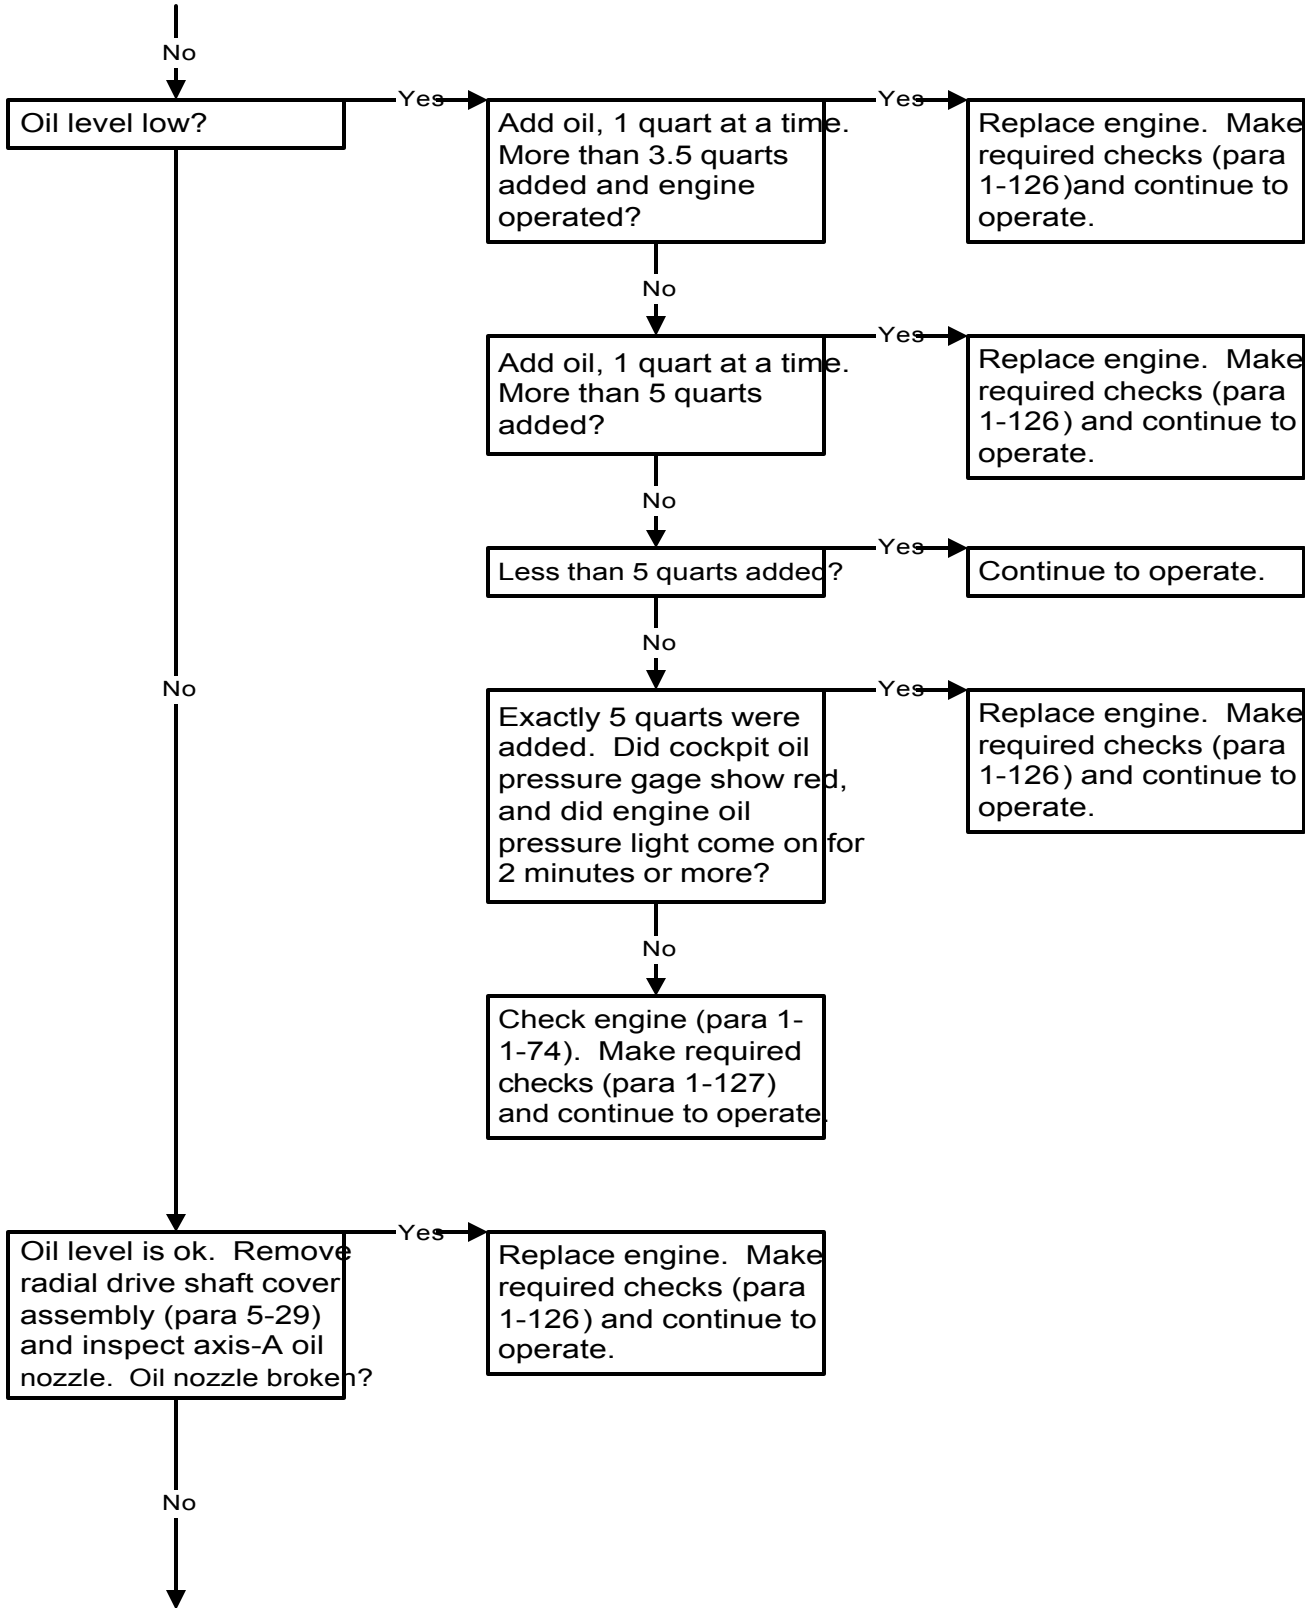 No
Oil level low?
Yes
Add oil, 1 quart at a time.
More than 3.5 quarts
added and engine
operated?
Yes
Replace engine.  Make
required checks (para
1-126)and continue to
operate.
No
Add oil, 1 quart at a time.
More than 5 quarts
added?
Yes
Replace engine.  Make
required checks (para
1-126) and continue to
operate.
No
Less than 5 quarts added?
Yes
Continue to operate.
No
Exactly 5 quarts were
added.  Did cockpit oil
pressure gage show red,
and did engine oil
pressure light come on for
2 minutes or more?
Yes
Replace engine.  Make
required checks (para
1-126) and continue to
operate.
No
Check engine (para 1-
1-74).  Make required
checks (para 1-127)
and continue to operate.
No
Oil level is ok.  Remove
radial drive shaft cover
assembly (para 5-29)
and inspect axis-A oil
nozzle.  Oil nozzle broken?
Yes
Replace engine.  Make
required checks (para
1-126) and continue to
operate.
No